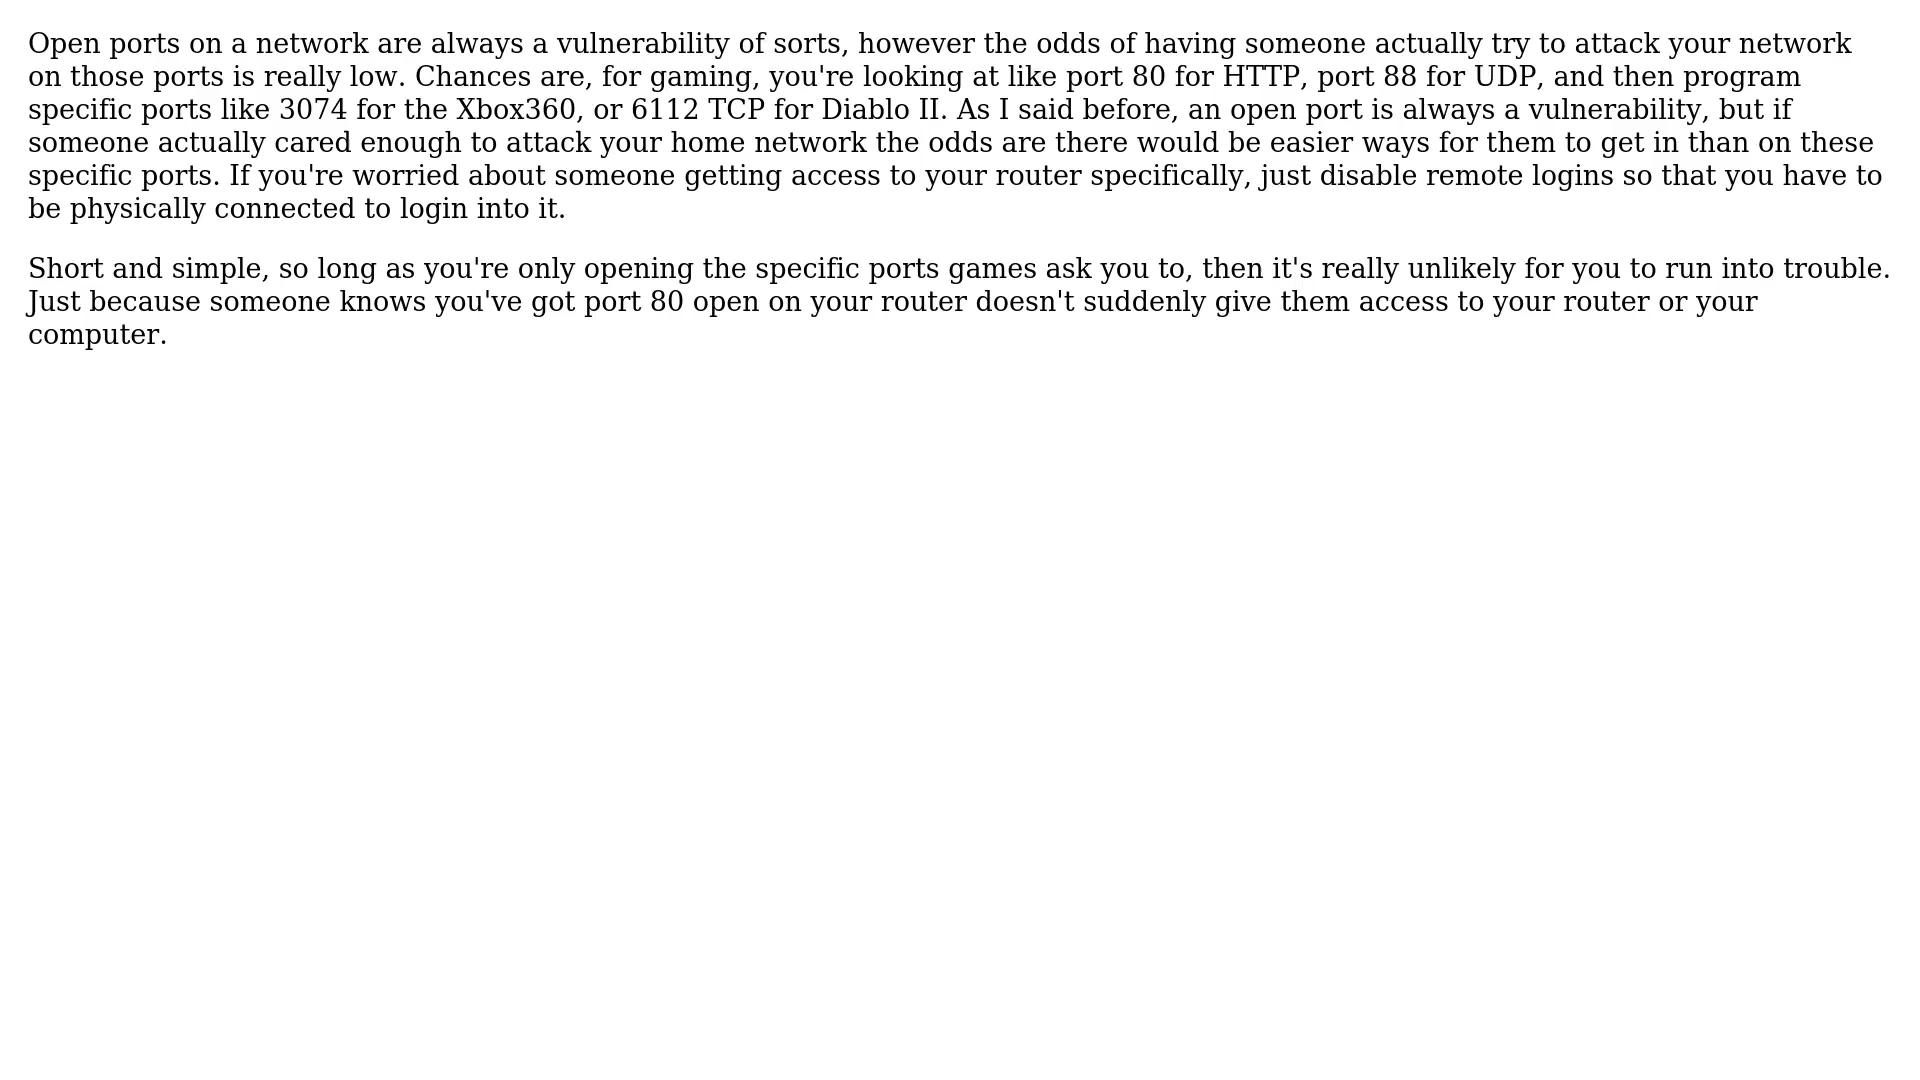 Open ports on a network are always a vulnerability of sorts, however the odds of having someone actually try to attack your network
on those ports is really low. Chances are, for gaming, you're looking at like port 80 for HTTP, port 88 for UDP, and then program
specific ports like 3074 for the Xbox360, or 6112 TCP for Diablo II. As I said before, an open port is always a vulnerability, but if
someone actually cared enough to attack your home network the odds are there would be easier ways for them to get in than on these
specific ports. If you're worried about someone getting access to your router specifically, just disable remote logins so that you have to
be physically connected to login into it.
Short and simple, so long as you're only opening the specific ports games ask you to, then it's really unlikely for you to run into trouble.
Just because someone knows you've got port 80 open on your router doesn't suddenly give them access to your router or your
computer.